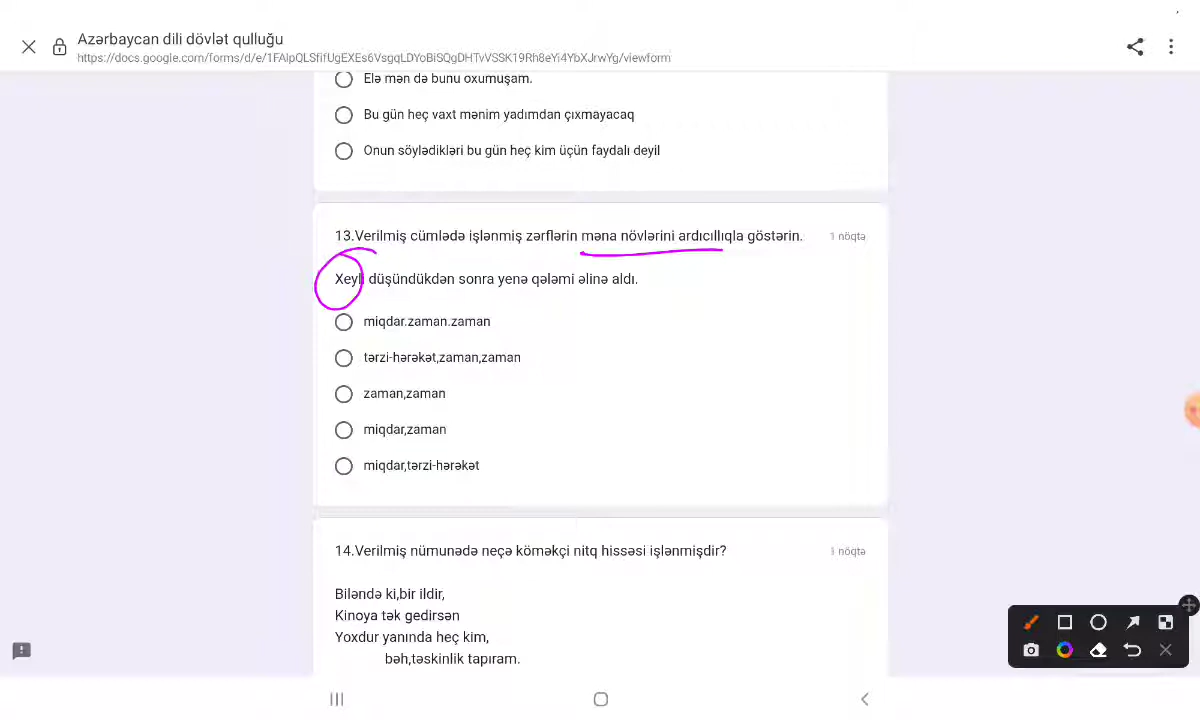 Azərbaycan dili dövlət qulluğu
https://docs.google.com/forms/d/e/1FAIpQLSfifUgEXEs6VsgqLDYoBiSQgDHTvVSSK19Rh8eYi4YbXJrwYg/viewform
Elə mən də bunu oxumuşam.
Bu gün heç vaxt mənim yadımdan çıxmayacaq
Onun söylədikləri bu gün heç kim üçün faydalı deyil
13.Verilmiş cümlədə işlənmiş zərflərin məna növlərini ardıcıllıqla göstərin.
1 nöqtə
Xeyli düşündükdən sonra yenə qələmi əlinə aldı.
miqdar.zaman.zaman
tərzi-hərəkət,zaman,zaman
zaman,zaman
miqdar,zaman
miqdar,tərzi-hərəkət
14.Verilmiş nümunədə neçə köməkçi nitq hissəsi işlənmişdir?
3 nöqtə
Biləndə ki,bir ildir,
Kinoya tək gedirsən
Yoxdur yanında heç kim,
bəh,təskinlik tapıram.